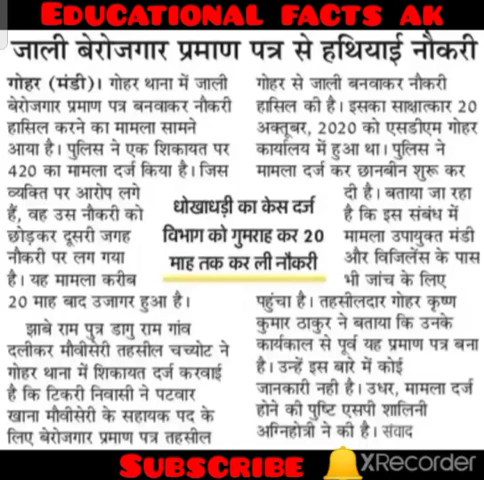 EDUCATIONAL FACTS AK
जाली बेरोजगार प्रमाण पत्र से हथियाई नौकरी
गोहर (मंडी)। गोहर थाना में जाली
बेरोजगार प्रमाण पत्र बनवाकर नौकरी
हासिल करने का मामला सामने
आया है। पुलिस ने एक शिकायत पर
420 का मामला दर्ज किया है। जिस
व्यक्ति पर आरोप लगे
हैं, वह उस नौकरी को
छोड़कर दूसरी जगह
नौकरी पर लग गया
है। यह मामला करीब
20 माह बाद उजागर हुआ है।
झाबे राम पुत्र डागु राम गांव
दलीकर मौवीसेरी तहसील चच्योट ने
गोहर थाना में शिकायत दर्ज करवाई
है कि टिकरी निवासी ने पटवार
खाना मौवीसेरी के सहायक पद के
लिए बेरोजगार प्रमाण पत्र तहसील
धोखाधड़ी का केस दर्ज
विभाग को गुमराह कर 20
माह तक कर ली नौकरी
गोहर से जाली बनवाकर नौकरी
हासिल की है। इसका साक्षात्कार 20
अक्तूबर, 2020 को एसडीएम गोहर
कार्यालय में हुआ था। पुलिस ने
मामला दर्ज कर छानबीन शुरू कर
दी है। बताया जा रहा
है कि इस संबंध में
मामला उपायुक्त मंडी
और विजिलेंस के पास
भी जांच के लिए
पहुंचा है। तहसीलदार गोहर कृष्ण
कुमार ठाकुर ने बताया कि उनके
कार्यकाल से पूर्व यह प्रमाण पत्र बना
है। उन्हें इस बारे में कोई
जानकारी नही है। उधर, मामला दर्ज
होने की पुष्टि एसपी शालिनी
अग्निहोत्री ने की है। संवाद
SUBSCRIBE
XRecorder